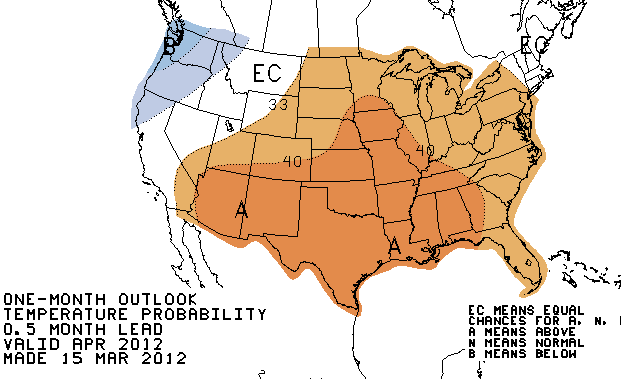 B
EC
EC
33
40
40
A
A
ONE-MONTH OUTLOOK
TEMPERATURE PROBABILITY
0.5 MONTH LEAD
VALID APR 2012
MADE 15 MAR 2012
EC MEANS EQUAL
CHANCES FOR A, N,
A MEANS ABOVE
N MEANS NORMAL
B MEANS BELOW